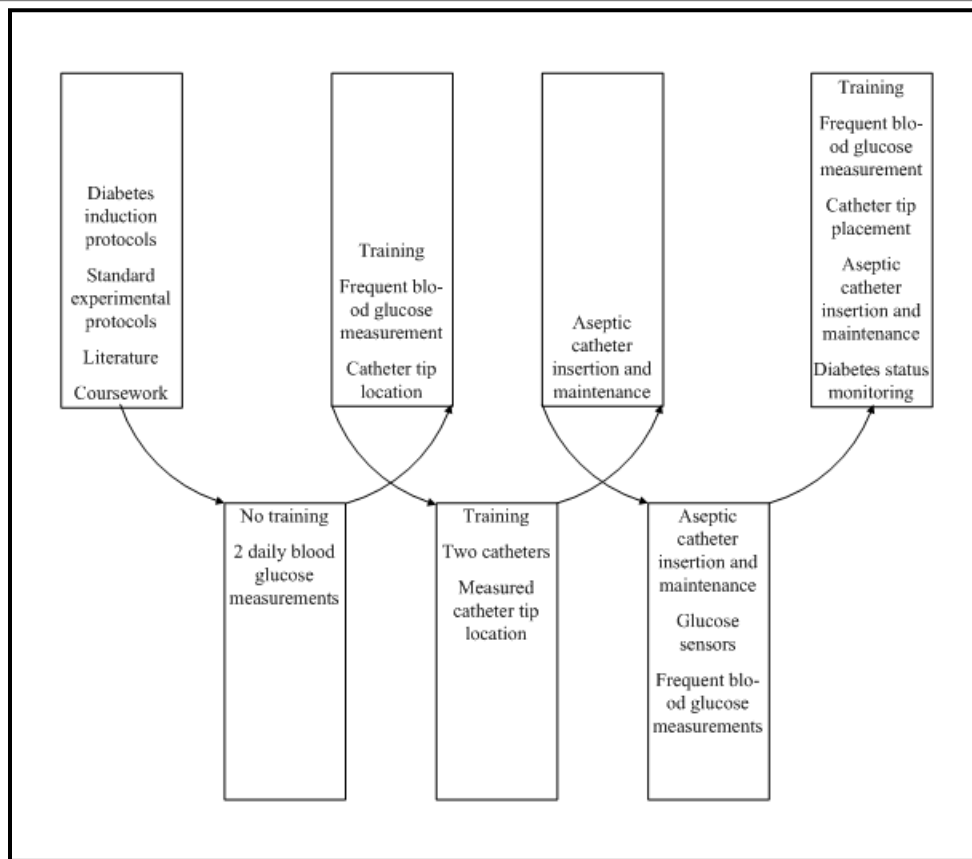 Diabetes
induction
protocols
Standard
experimental
protocols
Literature
Coursework
No training
2 daily blood
glucose
measurements
Training
Frequent blo-
od glucose
measurement
Catheter tip
location
Training
Two catheters
Measured
catheter tip
location
Aseptic
catheter
insertion and
maintenance
Aseptic
catheter
insertion and
maintenance
Glucose
sensors
Frequent blo-
od glucose
measurements
Training
Frequent blo-
od glucose
measurement
Catheter tip
placement
Aseptic
catheter
insertion and
maintenance
Diabetes status
monitoring